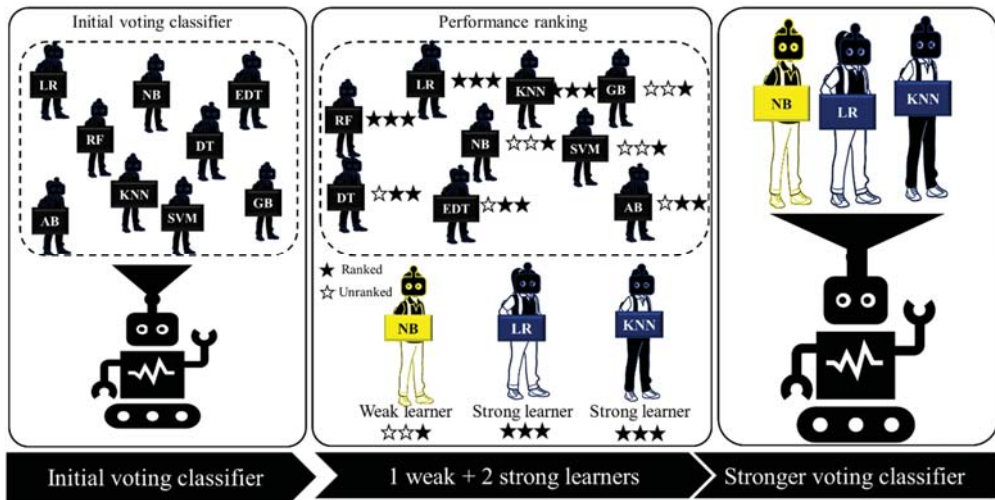 Initial voting classifier
LR
NB
EDT
RF
DT
KNN
AB
SVM
GB
Performance ranking
LR ★★★
KNN ★★★
GB ☆☆★
RF ★★★
NB ☆☆★
SVM ☆☆★
DT ☆★★
EDT ☆★★
AB ☆★★
★ Ranked
☆ Unranked
NB
LR
KNN
Weak learner
Strong learner
Strong learner
☆☆★
★★★
★★★
NB
LR
KNN
Initial voting classifier
1 weak + 2 strong learners
Stronger voting classifier